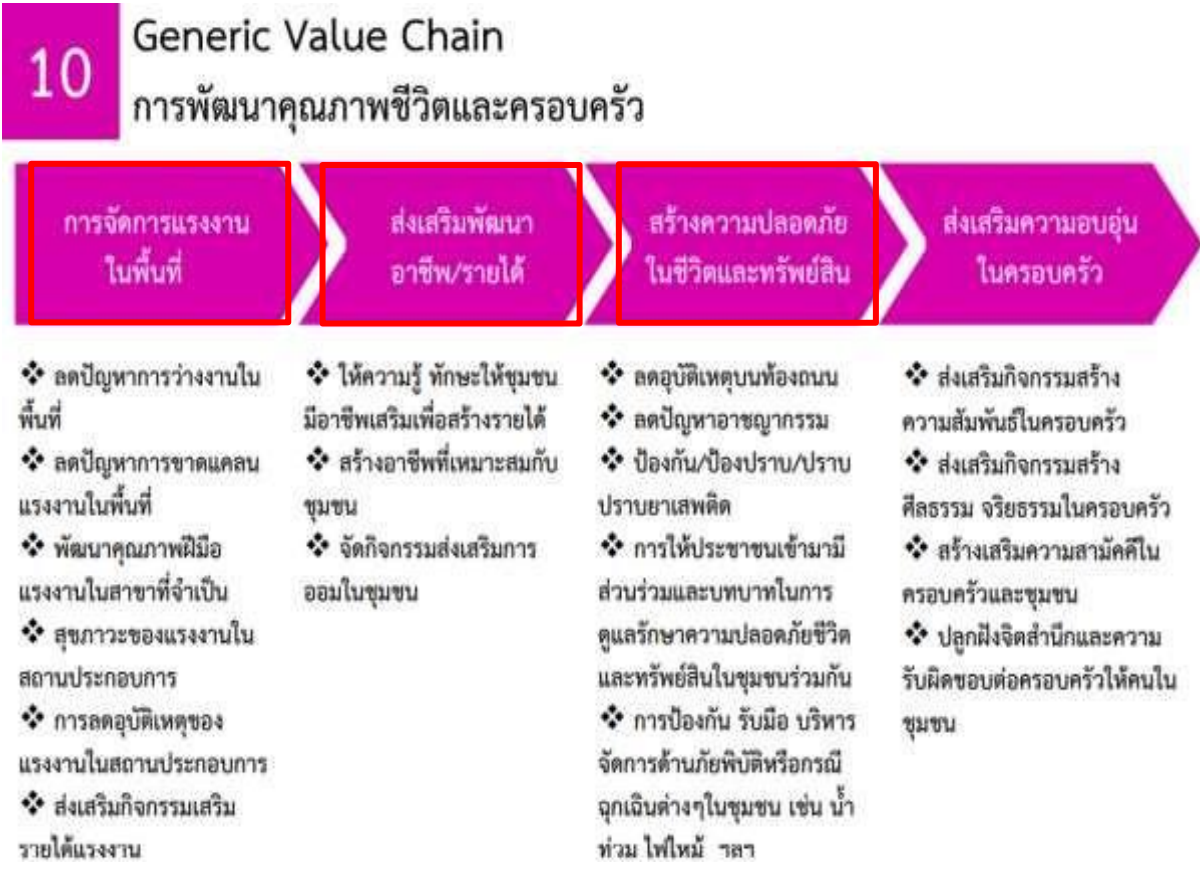 10
Generic Value Chain
การพัฒนาคุณภาพชีวิตและครอบครัว
การจัดการแรงงาน
ในพื้นที่
ส่งเสริมพัฒนา
อาชีพ/รายได้
สร้างความปลอดภัย
ในชีวิตและทรัพย์สิน
ส่งเสริมความอบอุ่น
ในครอบครัว
❖ ลดปัญหาการว่างงานใน
พื้นที่
❖ ลดปัญหาการขาดแคลน
แรงงานในพื้นที่
❖ พัฒนาคุณภาพฝีมือ
แรงงานในสาขาที่จำเป็น
❖ สุขภาวะของแรงงานใน
สถานประกอบการ
❖ การลดอุบัติเหตุของ
แรงงานในสถานประกอบการ
❖ ส่งเสริมกิจกรรมเสริม
รายได้แรงงาน
❖ ให้ความรู้ ทักษะให้ชุมชน
มีอาชีพเสริมเพื่อสร้างรายได้
❖ สร้างอาชีพที่เหมาะสมกับ
ชุมชน
❖ จัดกิจกรรมส่งเสริมการ
ออมในชุมชน
❖ ลดอุบัติเหตุบนท้องถนน
❖ ลดปัญหาอาชญากรรม
❖ ป้องกัน/ป้องปราบ/ปราบ
ปราบยาเสพติด
❖ การให้ประชาชนเข้ามามี
ส่วนร่วมและบทบาทในการ
ดูแลรักษาความปลอดภัยชีวิต
และทรัพย์สินในชุมชนร่วมกัน
❖ การป้องกัน รับมือ บริหาร
จัดการด้านภัยพิบัติหรือกรณี
ฉุกเฉินต่างๆในชุมชน เช่น น้ำ
ท่วม ไฟไหม้ ฯลฯ
❖ ส่งเสริมกิจกรรมสร้าง
ความสัมพันธ์ในครอบครัว
❖ ส่งเสริมกิจกรรมสร้าง
ศีลธรรม จริยธรรมในครอบครัว
❖ สร้างเสริมความสามัคคีใน
ครอบครัวและชุมชน
❖ ปลูกฝังจิตสำนึกและความ
รับผิดชอบต่อครอบครัวให้คนใน
ชุมชน